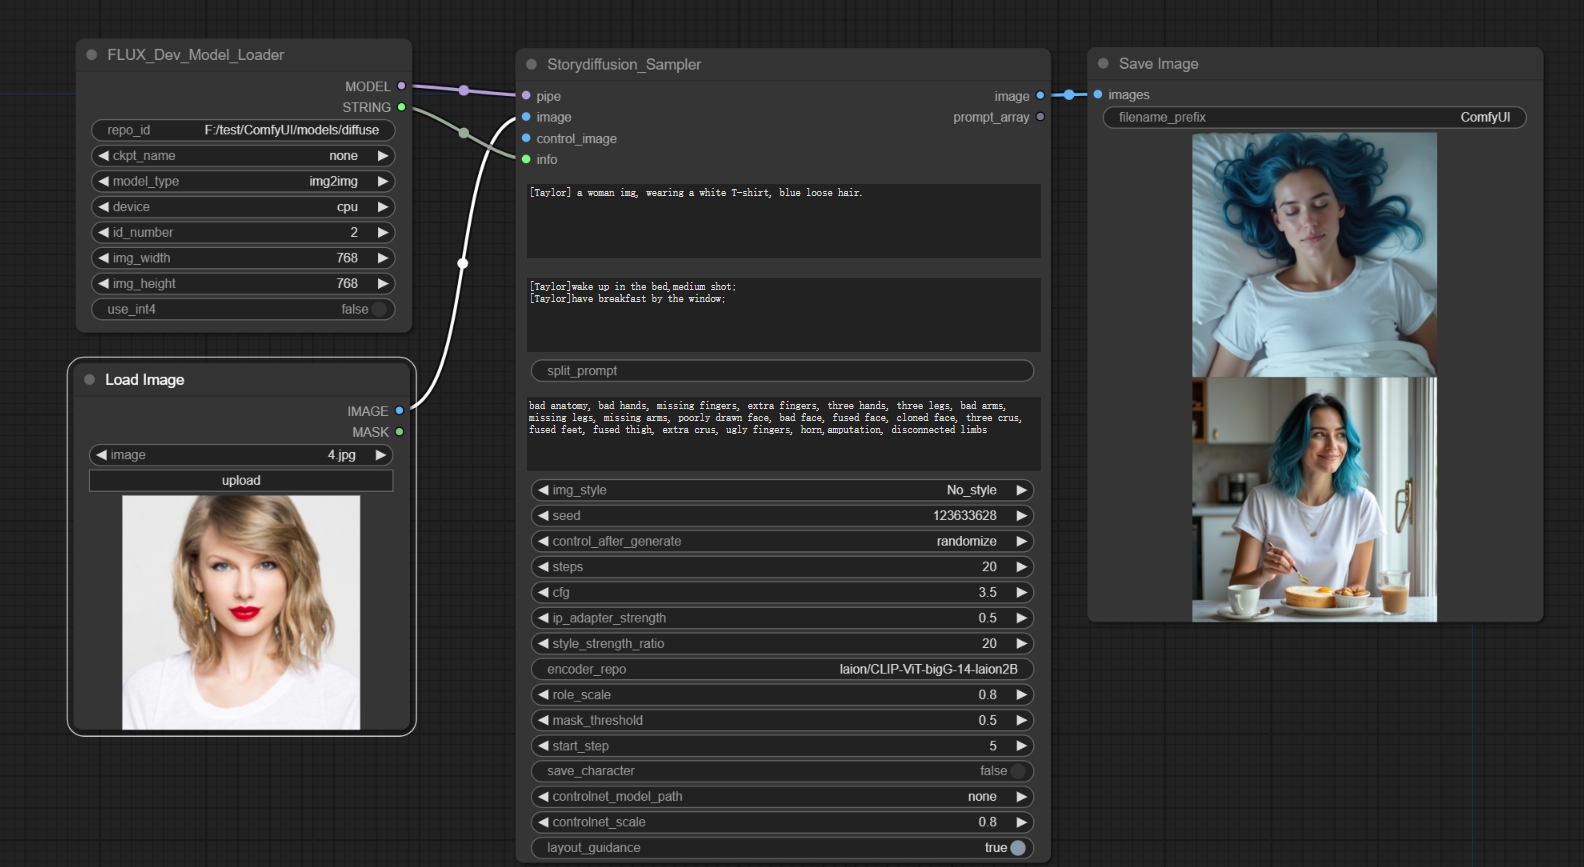 FLUX_Dev_Model_Loader
MODEL
STRING
repo_id F:/test/ComfyUI/models/diffuse
ckpt_name none
model_type img2img
device cpu
id_number 2
img_width 768
img_height 768
use_int4 false
Load Image
IMAGE
MASK
image 4.jpg
upload
Storydiffusion_Sampler
pipe image
image prompt_array
control_image
info
[Taylor] a woman img, wearing a white T-shirt, blue loose hair.
[Taylor]wake up in the bed,medium shot;
[Taylor]have breakfast by the window;
split_prompt
bad anatomy, bad hands, missing fingers, extra fingers, three hands, three legs, bad arms,
missing legs, missing arms, poorly drawn face, bad face, fused face, cloned face, three crus,
fused feet, fused thigh, extra crus, ugly fingers, horn,amputation, disconnected limbs
img_style No_style
seed 123633628
control_after_generate randomize
steps 20
cfg 3.5
ip_adapter_strength 0.5
style_strength_ratio 20
encoder_repo laion/CLIP-ViT-bigG-14-laion2B
role_scale 0.8
mask_threshold 0.5
start_step 5
save_character false
controlnet_model_path none
controlnet_scale 0.8
layout_guidance true
Save Image
images
filename_prefix ComfyUI